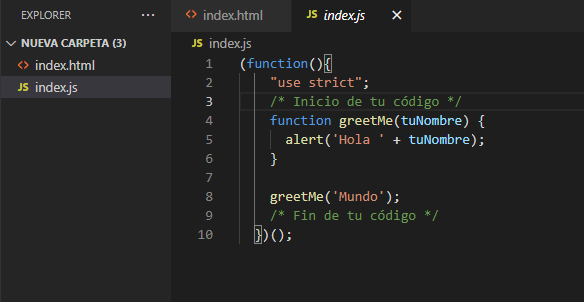 EXPLORER ...
NUEVA CARPETA (3)
<> index.html
JS index.js
<> index.html
JS index.js
JS index.js
1 (function(){
2 "use strict";
3 /* Inicio de tu código */
4 function greetMe(tuNombre) {
5 alert('Hola ' + tuNombre);
6 }
7
8 greetMe('Mundo');
9 /* Fin de tu código */
10 })();